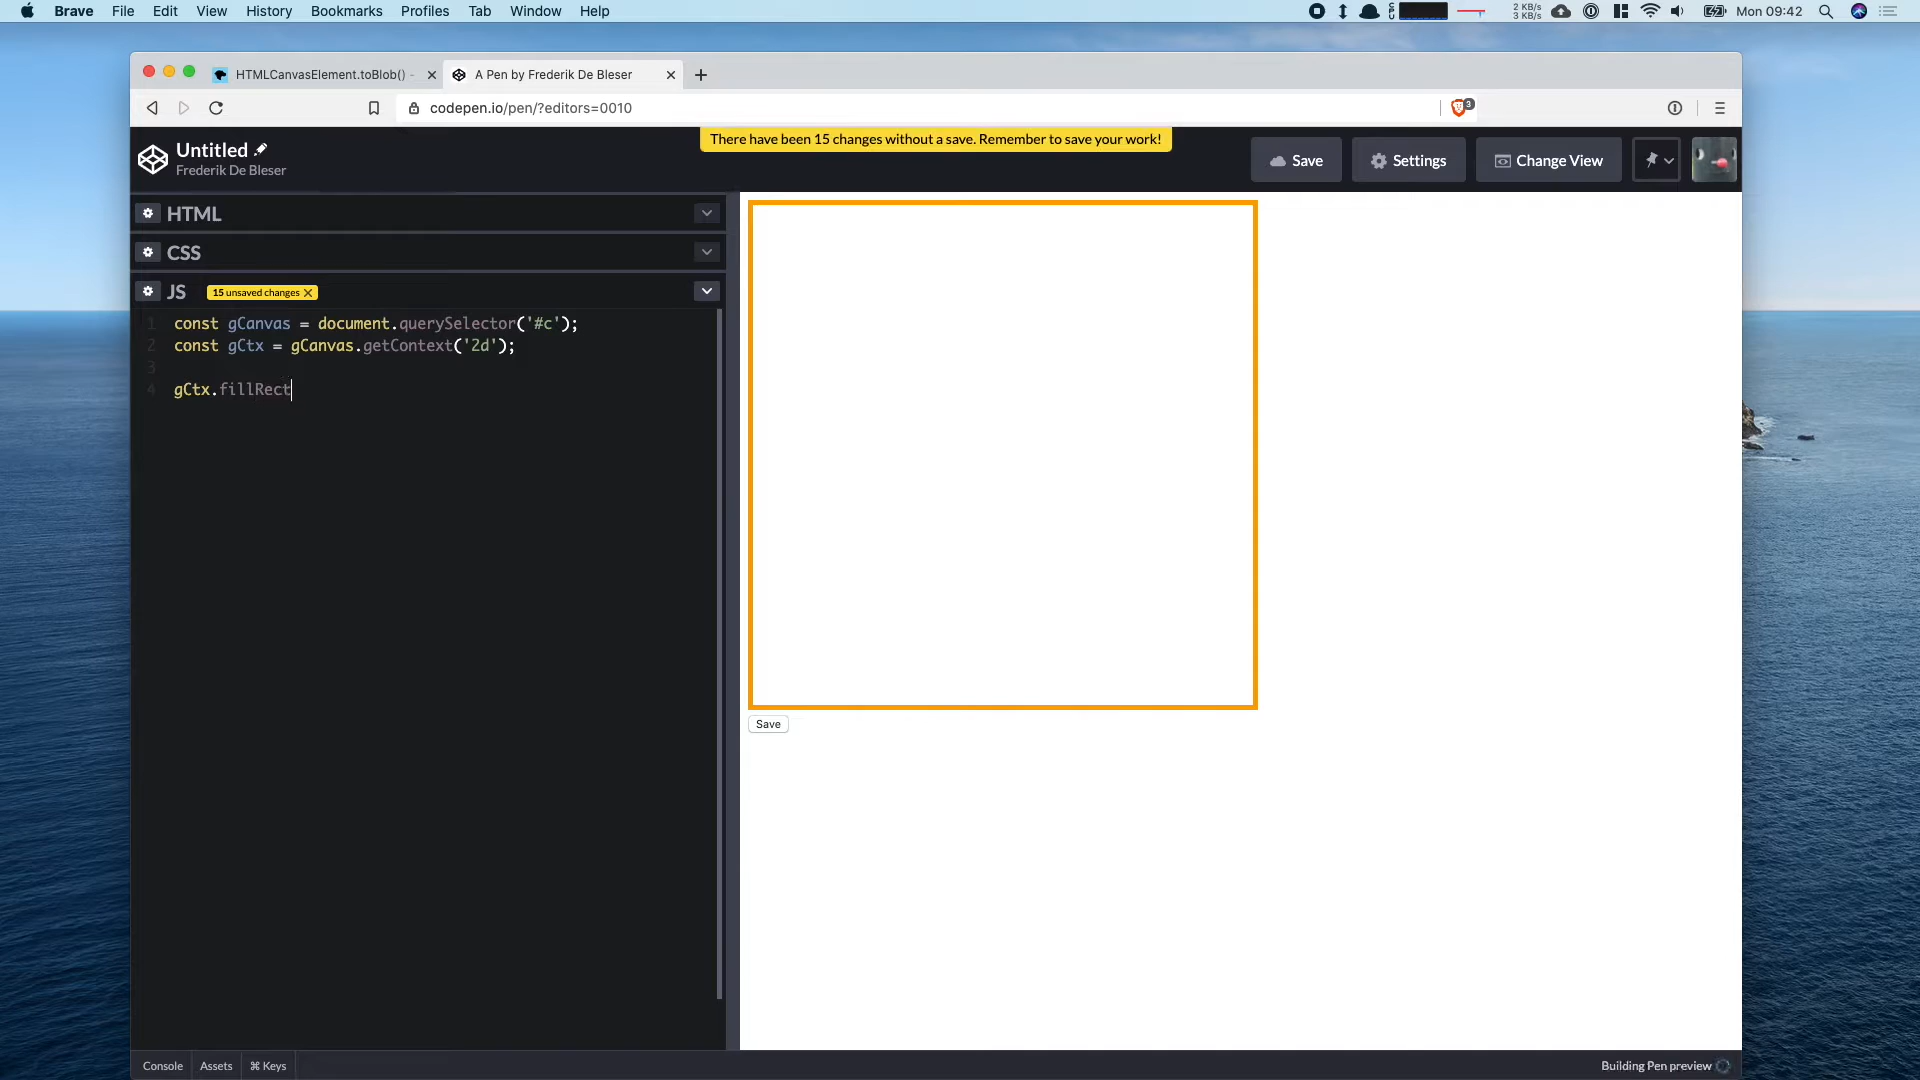 Brave File Edit View History Bookmarks Profiles Tab Window Help
2 KB/s
3 KB/s
CPU
Mon 09:42
HTMLCanvasElement.toBlob() -
A Pen by Frederik De Bleser
codepen.io/pen/?editors=0010
3
There have been 15 changes without a save. Remember to save your work!
Untitled
Frederik De Bleser
Save
Settings
Change View
HTML
CSS
JS
15 unsaved changes
1 const gCanvas = document.querySelector('#c');
2 const gCtx = gCanvas.getContext('2d');
3
4 gCtx.fillRect
Save
Console
Assets
⌘ Keys
Building Pen preview